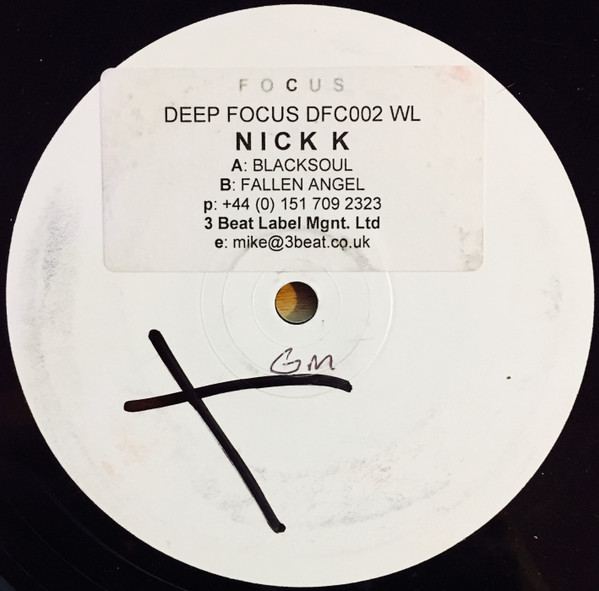 FOCUS
DEEP FOCUS DFC002 WL
NICK K
A: BLACKSOUL
B: FALLEN ANGEL
p: +44 (0) 151 709 2323
3 Beat Label Mgnt. Ltd
e: mike@3beat.co.uk
GM
X